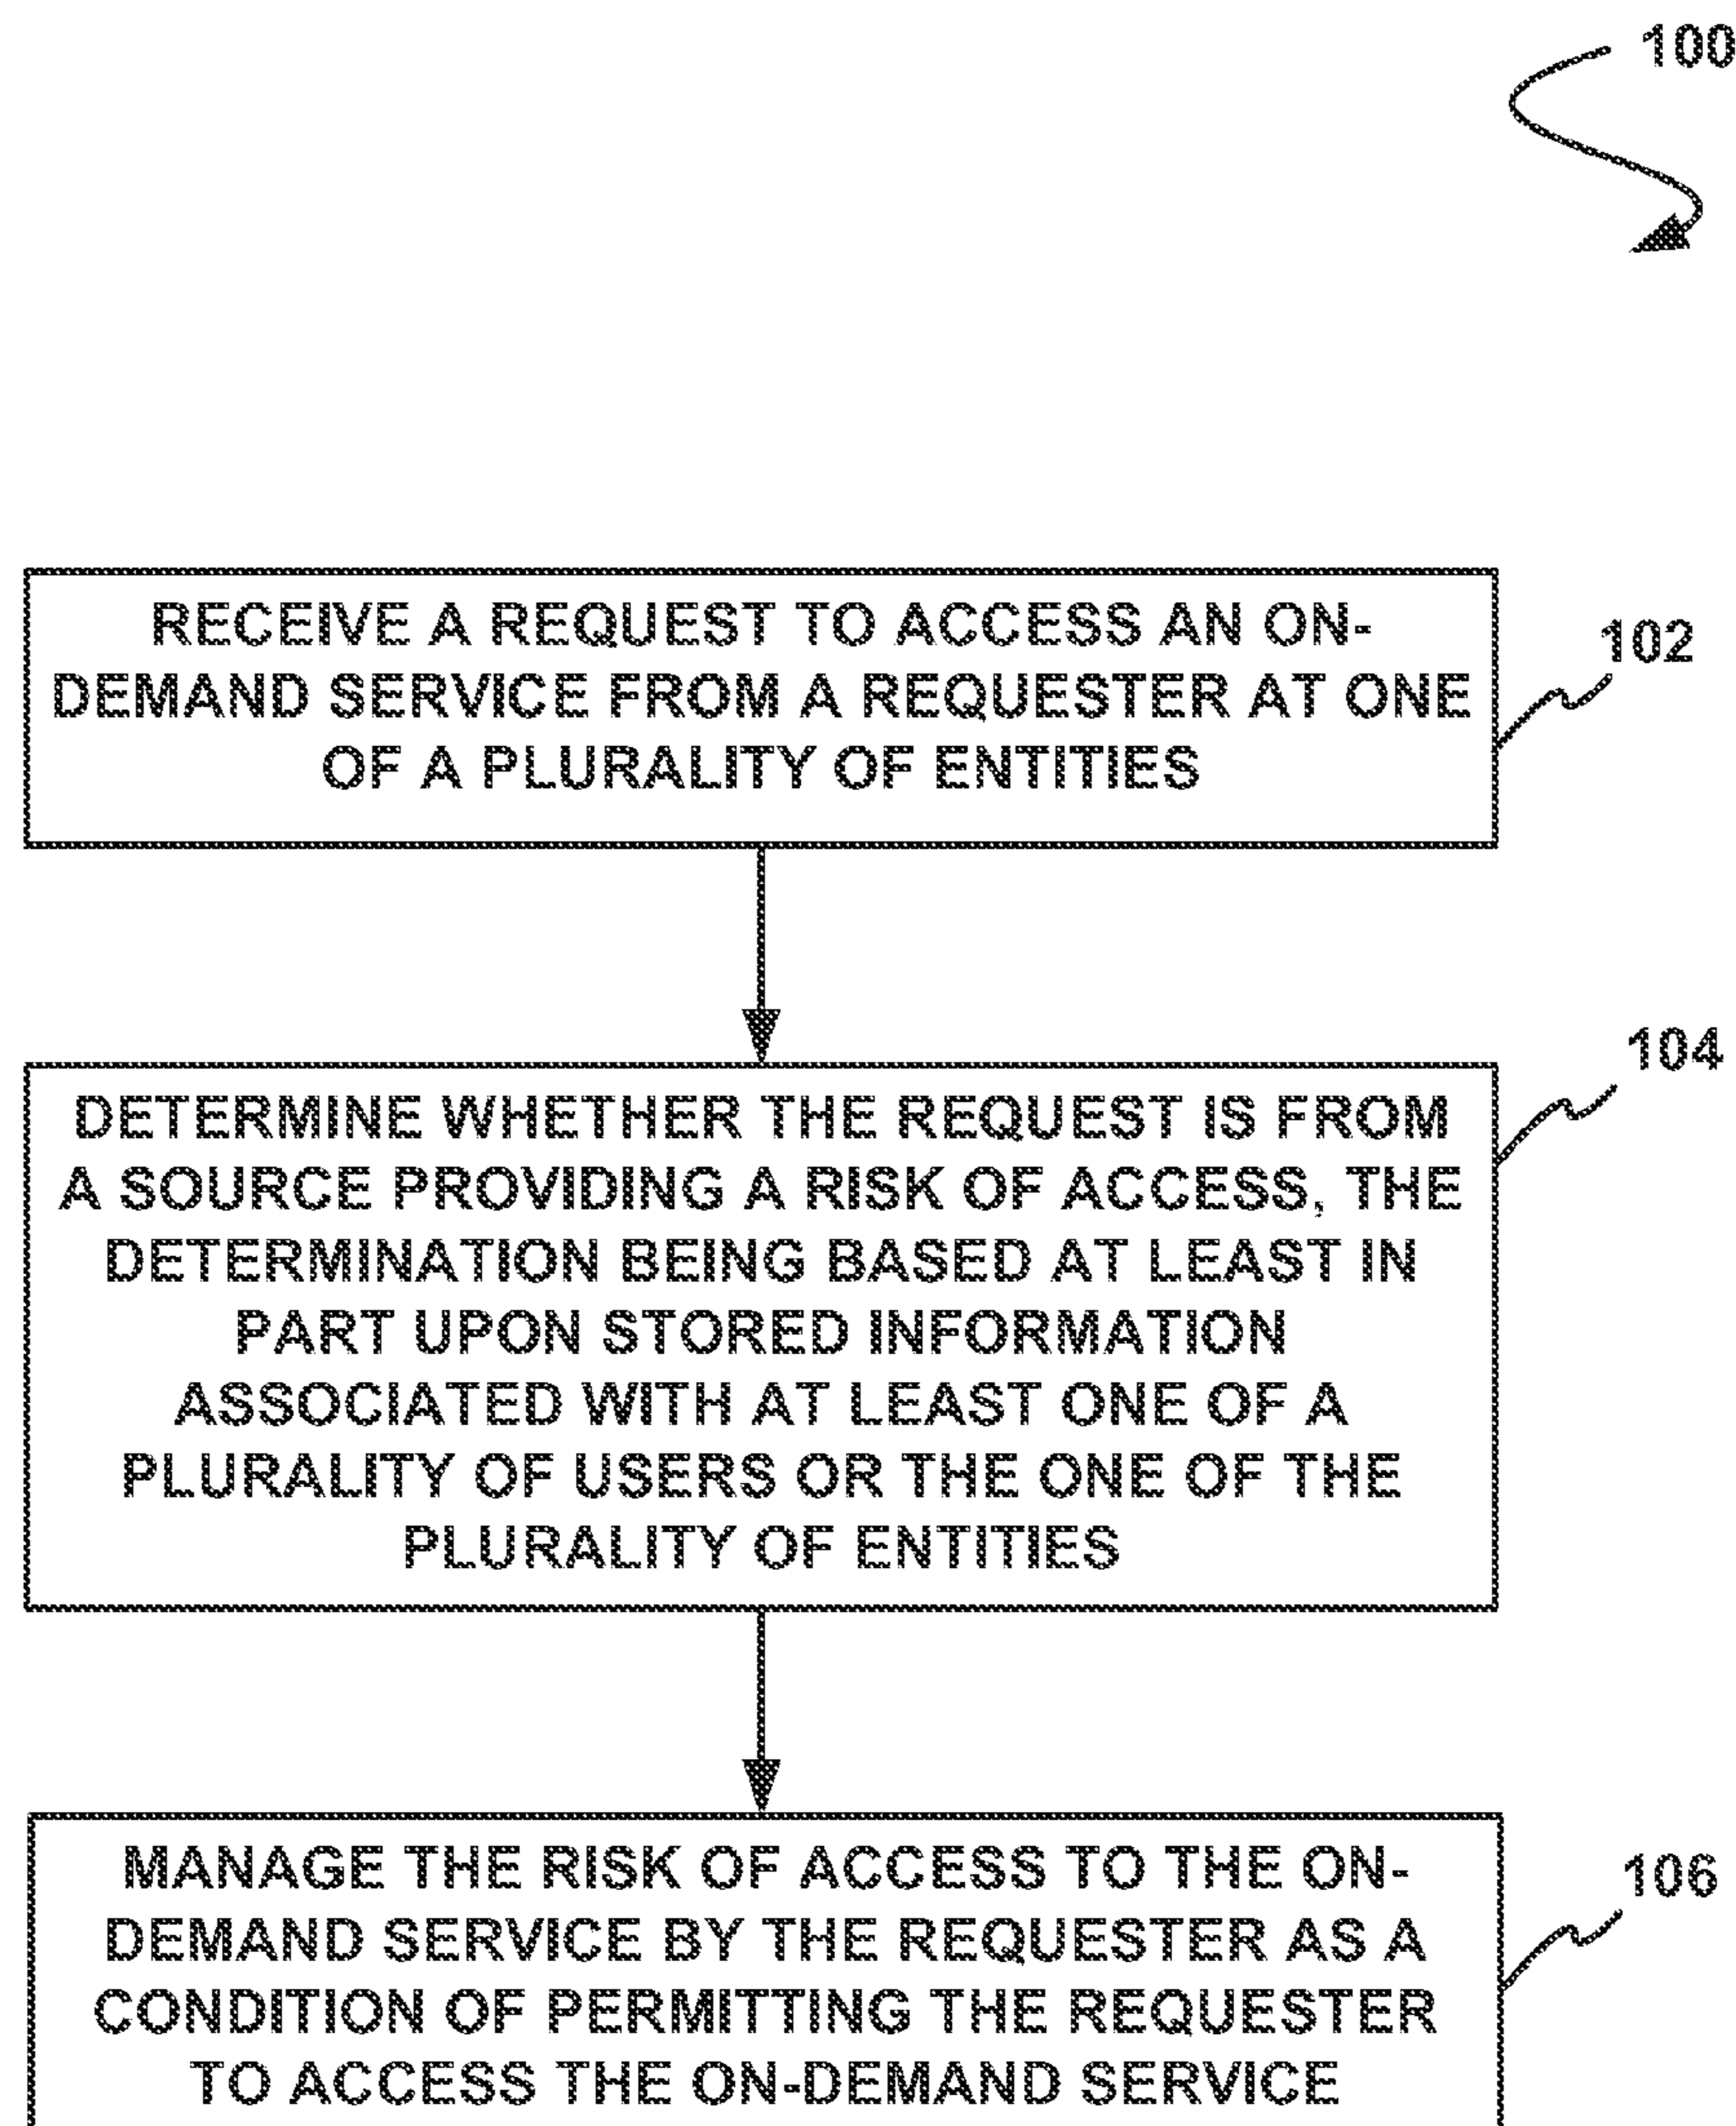 100
RECEIVE A REQUEST TO ACCESS AN ON-
DEMAND SERVICE FROM A REQUESTER AT ONE
OF A PLURALITY OF ENTITIES
102
104
DETERMINE WHETHER THE REQUEST IS FROM
A SOURCE PROVIDING A RISK OF ACCESS, THE
DETERMINATION BEING BASED AT LEAST IN
PART UPON STORED INFORMATION
ASSOCIATED WITH AT LEAST ONE OF A
PLURALITY OF USERS OR THE ONE OF THE
PLURALITY OF ENTITIES
MANAGE THE RISK OF ACCESS TO THE ON-
106
DEMAND SERVICE BY THE REQUESTER AS A
CONDITION OF PERMITTING THE REQUESTER
TO ACCESS THE ON-DEMAND SERVICE